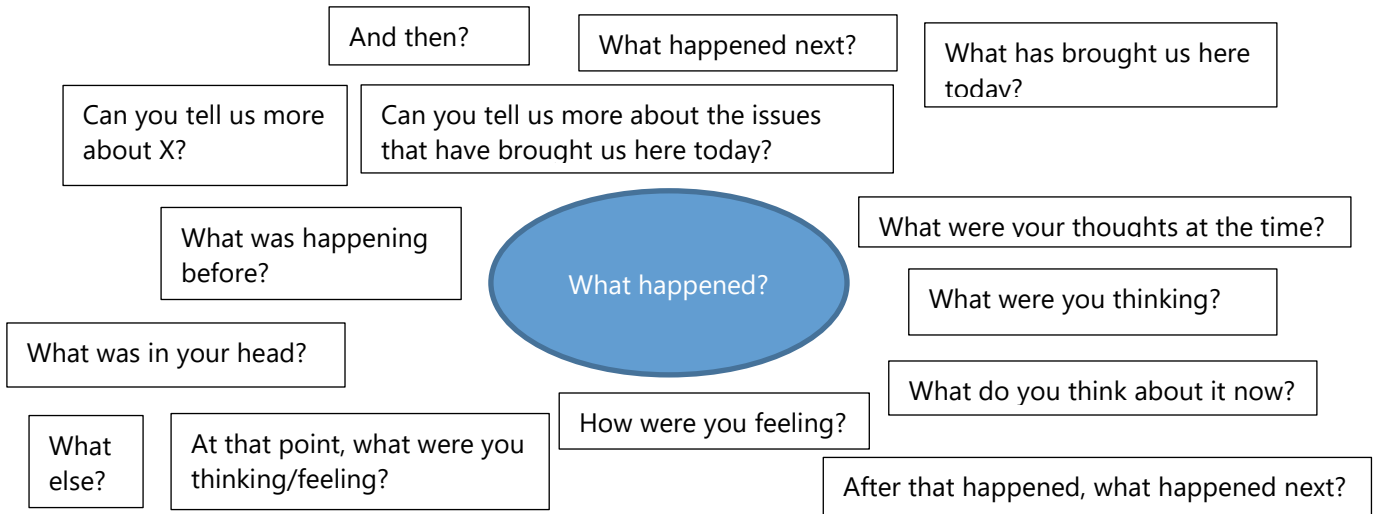 And then?
What happened next?
What has brought us here
today?
Can you tell us more
about X?
Can you tell us more about the issues
that have brought us here today?
What was happening
before?
What happened?
What were your thoughts at the time?
What were you thinking?
What was in your head?
What do you think about it now?
How were you feeling?
What
else?
At that point, what were you
thinking/feeling?
After that happened, what happened next?